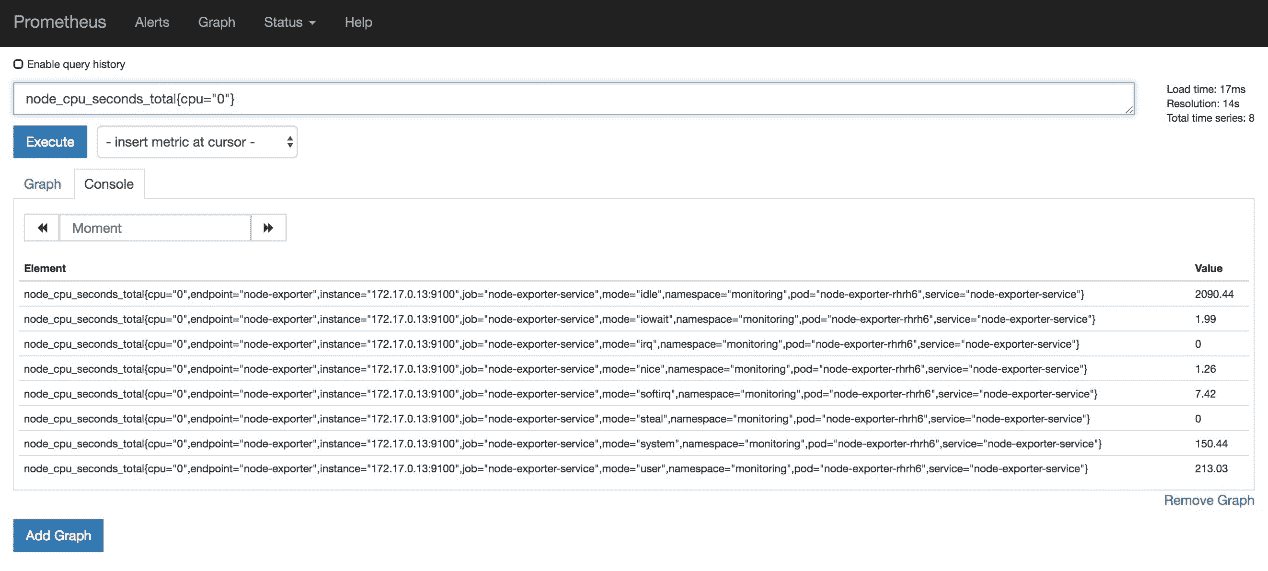 Prometheus Alerts Graph Status Help
Enable query history
node_cpu_seconds_total{cpu="0"}
Load time: 17ms
Resolution: 14s
Total time series: 8
Execute - insert metric at cursor -
Graph Console
Moment
Element Value
node_cpu_seconds_total{cpu="0",endpoint="node-exporter",instance="172.17.0.13:9100",job="node-exporter-service",mode="idle",namespace="monitoring",pod="node-exporter-rhrh6",service="node-exporter-service"} 2090.44
node_cpu_seconds_total{cpu="0",endpoint="node-exporter",instance="172.17.0.13:9100",job="node-exporter-service",mode="iowait",namespace="monitoring",pod="node-exporter-rhrh6",service="node-exporter-service"} 1.99
node_cpu_seconds_total{cpu="0",endpoint="node-exporter",instance="172.17.0.13:9100",job="node-exporter-service",mode="irq",namespace="monitoring",pod="node-exporter-rhrh6",service="node-exporter-service"} 0
node_cpu_seconds_total{cpu="0",endpoint="node-exporter",instance="172.17.0.13:9100",job="node-exporter-service",mode="nice",namespace="monitoring",pod="node-exporter-rhrh6",service="node-exporter-service"} 1.26
node_cpu_seconds_total{cpu="0",endpoint="node-exporter",instance="172.17.0.13:9100",job="node-exporter-service",mode="softirq",namespace="monitoring",pod="node-exporter-rhrh6",service="node-exporter-service"} 7.42
node_cpu_seconds_total{cpu="0",endpoint="node-exporter",instance="172.17.0.13:9100",job="node-exporter-service",mode="steal",namespace="monitoring",pod="node-exporter-rhrh6",service="node-exporter-service"} 0
node_cpu_seconds_total{cpu="0",endpoint="node-exporter",instance="172.17.0.13:9100",job="node-exporter-service",mode="system",namespace="monitoring",pod="node-exporter-rhrh6",service="node-exporter-service"} 150.44
node_cpu_seconds_total{cpu="0",endpoint="node-exporter",instance="172.17.0.13:9100",job="node-exporter-service",mode="user",namespace="monitoring",pod="node-exporter-rhrh6",service="node-exporter-service"} 213.03
Remove Graph
Add Graph